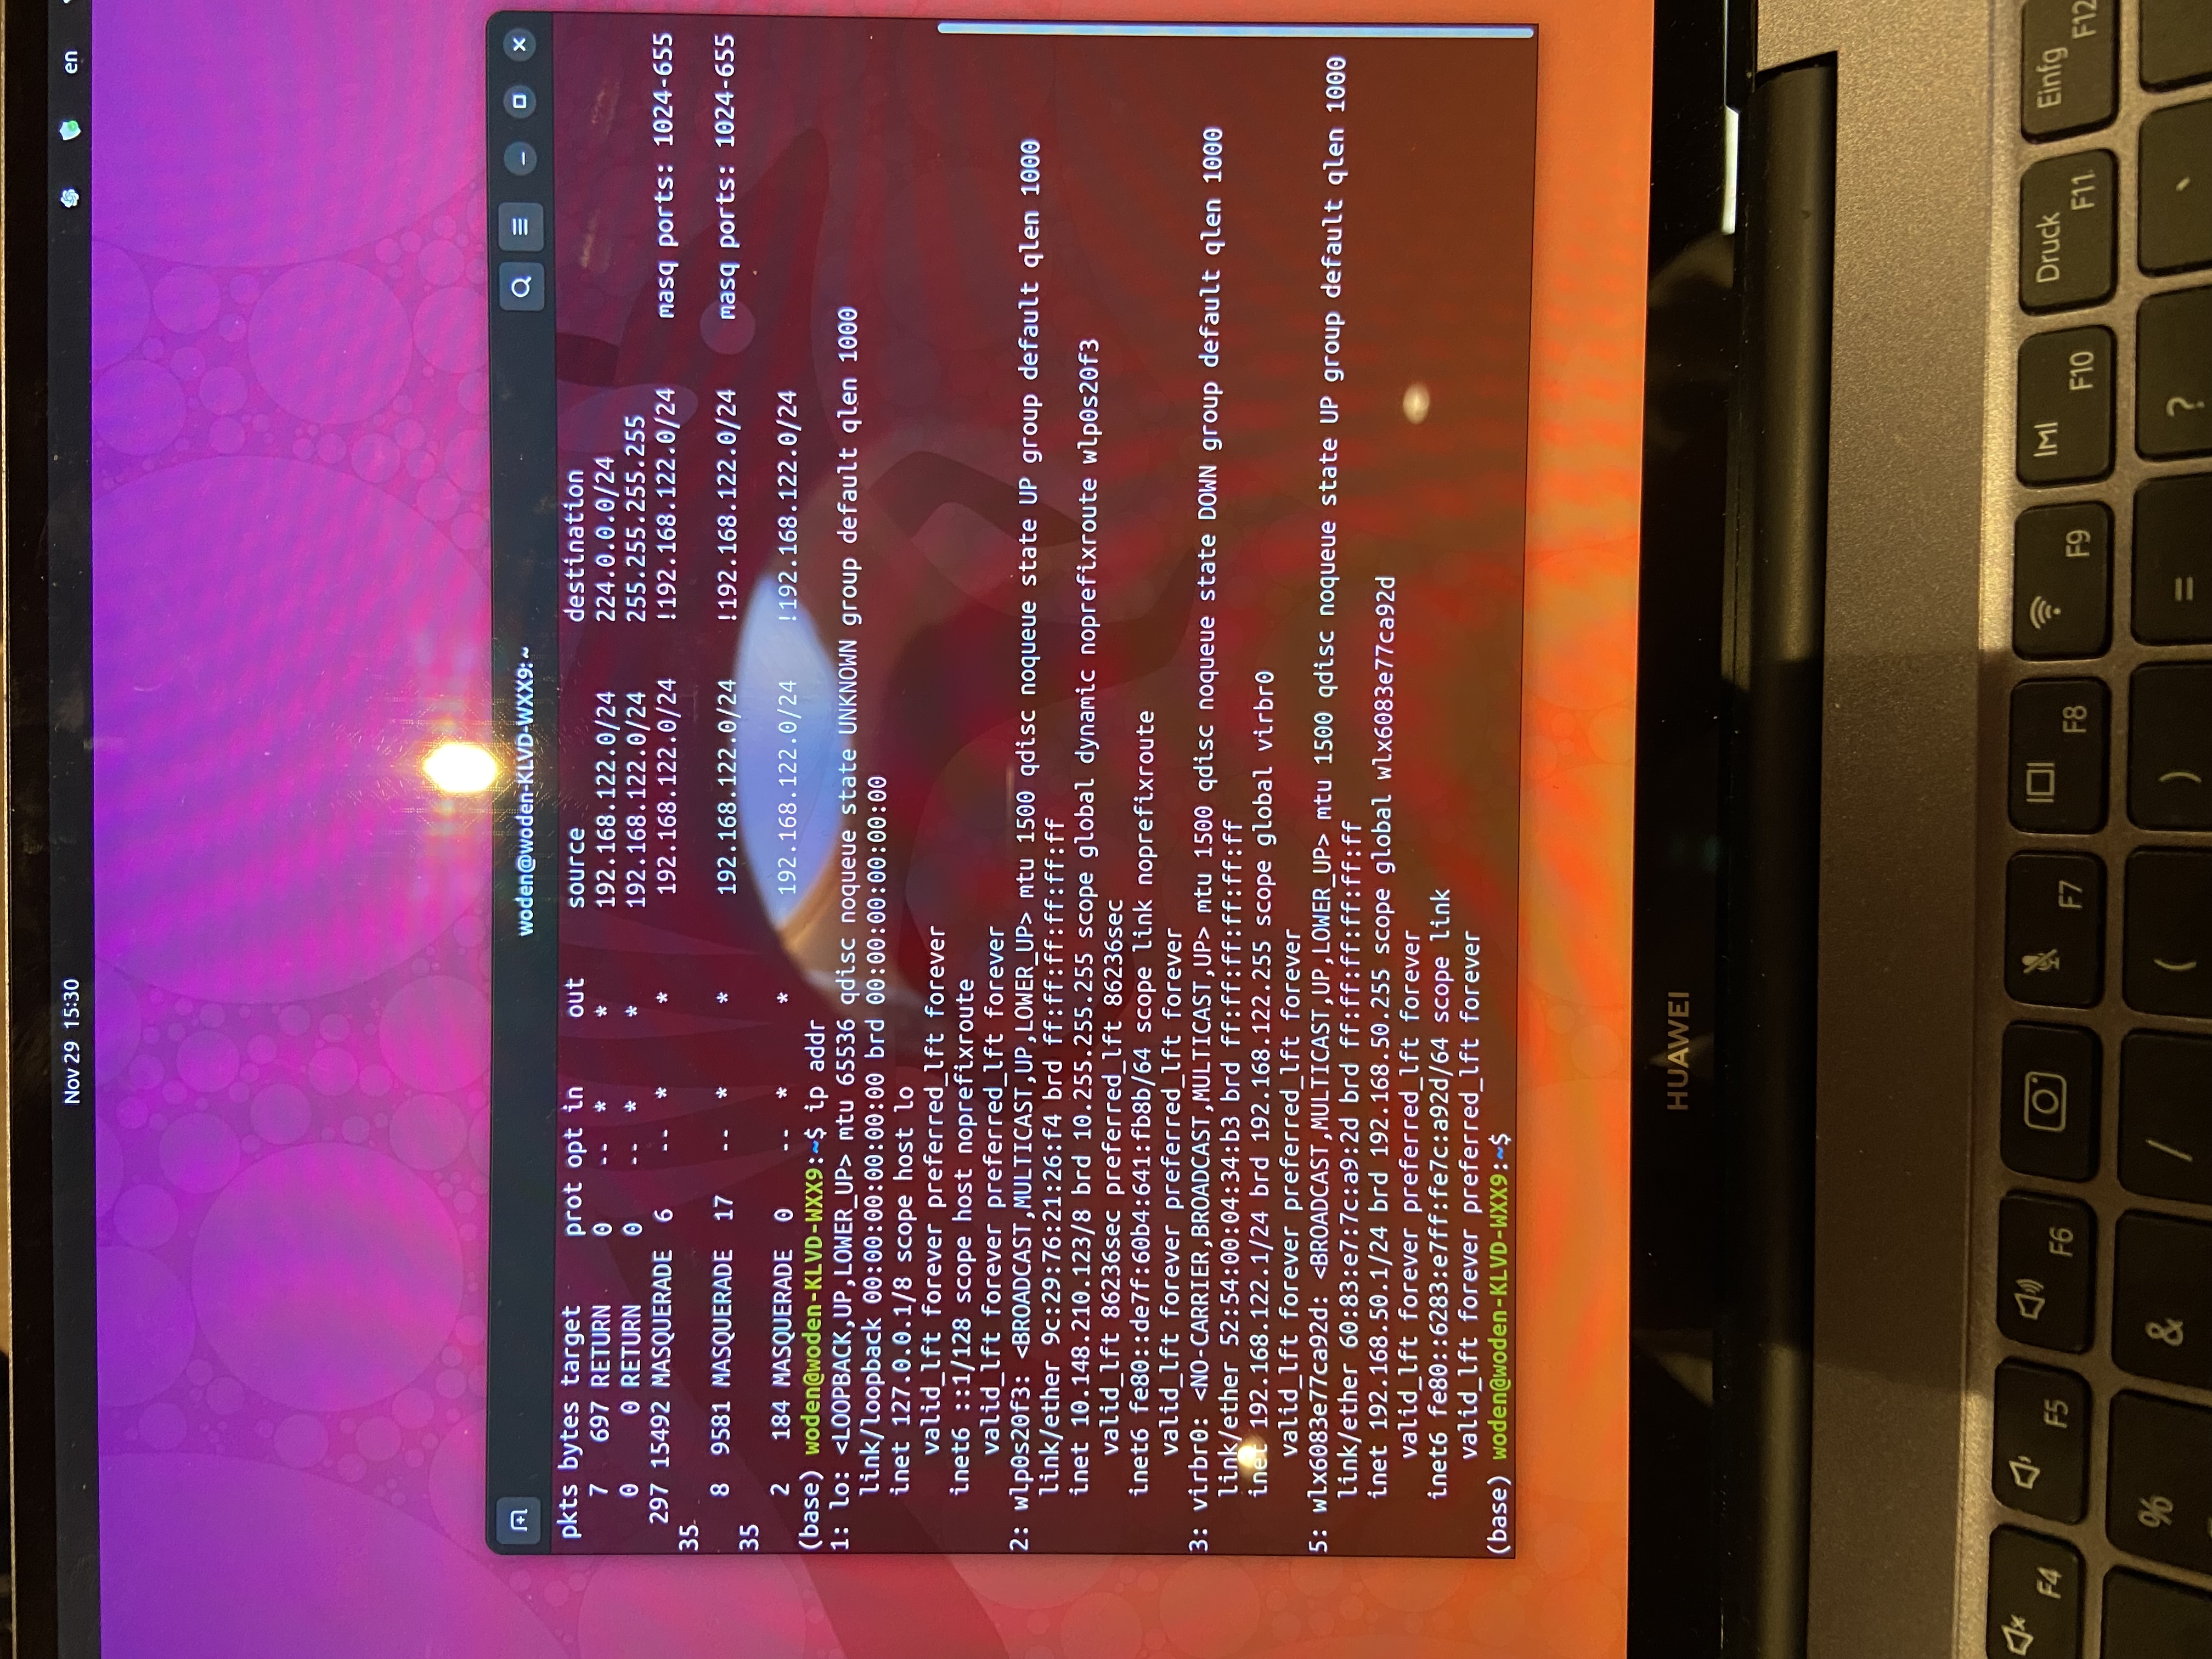 Nov 29 15:30
en
woden@woden-KLVD-WXX9: ~
pkts bytes target prot opt in out source destination
7 697 RETURN 0 -- * * 192.168.122.0/24 224.0.0.0/24
0 0 RETURN 0 -- * * 192.168.122.0/24 255.255.255.255
297 15492 MASQUERADE 6 -- * * 192.168.122.0/24 !192.168.122.0/24 masq ports: 1024-655
35
8 9581 MASQUERADE 17 -- * * 192.168.122.0/24 !192.168.122.0/24 masq ports: 1024-655
35
2 184 MASQUERADE 0 -- * * 192.168.122.0/24 !192.168.122.0/24
(base) woden@woden-KLVD-WXX9:~$ ip addr
1: lo: <LOOPBACK,UP,LOWER_UP> mtu 65536 qdisc noqueue state UNKNOWN group default qlen 1000
link/loopback 00:00:00:00:00:00 brd 00:00:00:00:00:00
inet 127.0.0.1/8 scope host lo
valid_lft forever preferred_lft forever
inet6 ::1/128 scope host noprefixroute
valid_lft forever preferred_lft forever
2: wlp0s20f3: <BROADCAST,MULTICAST,UP,LOWER_UP> mtu 1500 qdisc noqueue state UP group default qlen 1000
link/ether 9c:29:76:21:26:f4 brd ff:ff:ff:ff:ff:ff
inet 10.148.210.123/8 brd 10.255.255.255 scope global dynamic noprefixroute wlp0s20f3
valid_lft 86236sec preferred_lft 86236sec
inet6 fe80::de7f:60b4:641:fb8b/64 scope link noprefixroute
valid_lft forever preferred_lft forever
3: virbr0: <NO-CARRIER,BROADCAST,MULTICAST,UP> mtu 1500 qdisc noqueue state DOWN group default qlen 1000
link/ether 52:54:00:04:34:b3 brd ff:ff:ff:ff:ff:ff
inet 192.168.122.1/24 brd 192.168.122.255 scope global virbr0
valid_lft forever preferred_lft forever
5: wlx6083e77ca92d: <BROADCAST,MULTICAST,UP,LOWER_UP> mtu 1500 qdisc noqueue state UP group default qlen 1000
link/ether 60:83:e7:7c:a9:2d brd ff:ff:ff:ff:ff:ff
inet 192.168.50.1/24 brd 192.168.50.255 scope global wlx6083e77ca92d
valid_lft forever preferred_lft forever
inet6 fe80::6283:e7ff:fe7c:a92d/64 scope link
valid_lft forever preferred_lft forever
(base) woden@woden-KLVD-WXX9:~$
HUAWEI
F4 F5 F6 F7 F8 F9 F10 Druck F11 Einfg F12
% & / ( ) = ? `